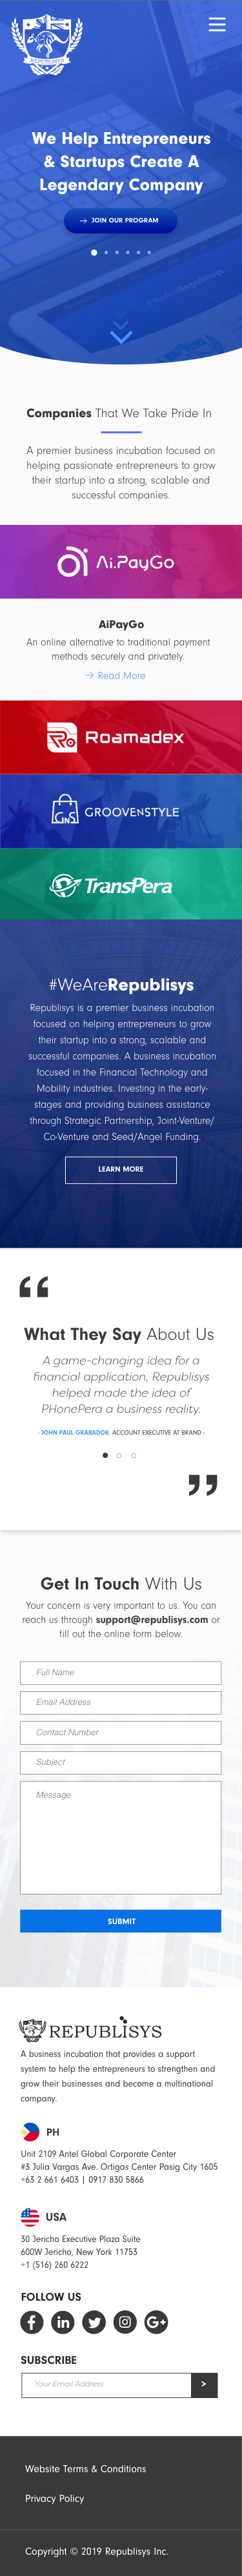 REPUBLISYS
We Help Entrepreneurs
& Startups Create A
Legendary Company
JOIN OUR PROGRAM
Companies That We Take Pride In
A premier business incubation focused on
helping passionate entrepreneurs to grow
their startup into a strong, scalable and
successful companies.
Ai.PayGo
AiPayGo
An online alternative to traditional payment
methods securely and privately.
Read More
Roamadex
GNS GROOVENSTYLE
TransPera
#WeAreRepublisys
Republisys is a premier business incubation
focused on helping entrepreneurs to grow
their startup into a strong, scalable and
successful companies. A business incubation
focused in the Financial Technology and
Mobility industries. Investing in the early-
stages and providing business assistance
through Strategic Partnership, Joint-Venture/
Co-Venture and Seed/Angel Funding.
LEARN MORE
“
What They Say About Us
A game-changing idea for a
financial application, Republisys
helped made the idea of
PHonePera a business reality.
- JOHN PAUL GRABADOR, ACCOUNT EXECUTIVE AT BRAND -
”
Get In Touch With Us
Your concern is very important to us. You can
reach us through support@republisys.com or
fill out the online form below.
Full Name
Email Address
Contact Number
Subject
Message
SUBMIT
REPUBLISYS
A business incubation that provides a support
system to help the entrepreneurs to strengthen and
grow their businesses and become a multinational
company.
PH
Unit 2109 Antel Global Corporate Center
#3 Julia Vargas Ave. Ortigas Center Pasig City 1605
+63 2 661 6403 | 0917 830 5866
USA
30 Jericho Executive Plaza Suite
600W Jericho, New York 11753
+1 (516) 260 6222
FOLLOW US
f in G+
SUBSCRIBE
Your Email Address >
Website Terms & Conditions
Privacy Policy
Copyright © 2019 Republisys Inc.